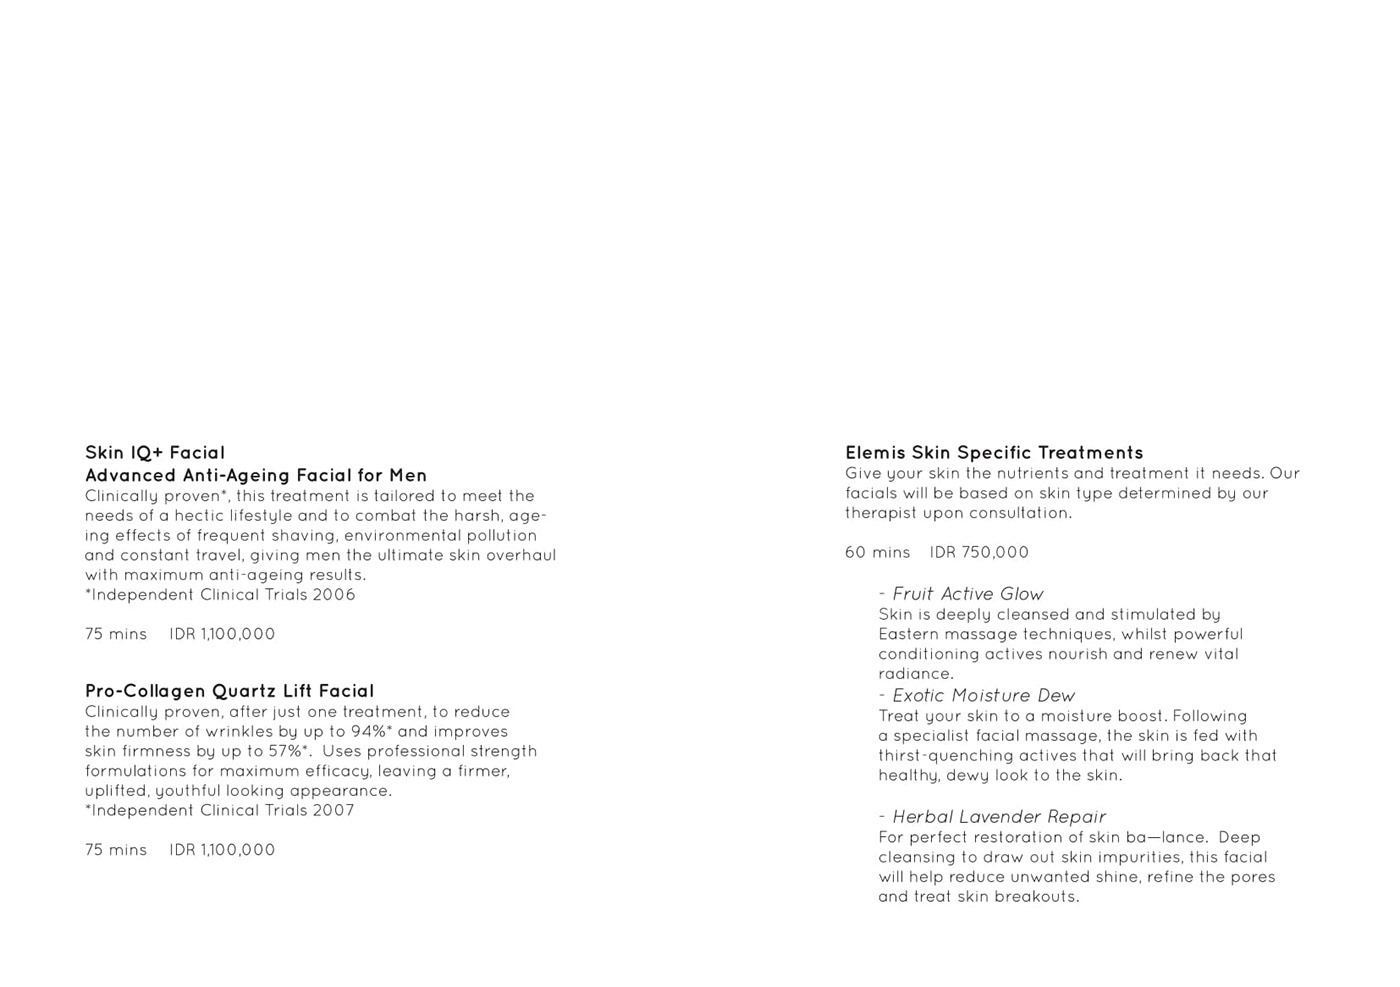 Skin IQ+ Facial
Advanced Anti-Ageing Facial for Men
Clinically proven*, this treatment is tailored to meet the
needs of a hectic lifestyle and to combat the harsh, age-
ing effects of frequent shaving, environmental pollution
and constant travel, giving men the ultimate skin overhaul
with maximum anti-ageing results.
*Independent Clinical Trials 2006
75 mins IDR 1,100,000
Pro-Collagen Quartz Lift Facial
Clinically proven, after just one treatment, to reduce
the number of wrinkles by up to 94%* and improves
skin firmness by up to 57%*. Uses professional strength
formulations for maximum efficacy, leaving a firmer,
uplifted, youthful looking appearance.
*Independent Clinical Trials 2007
75 mins IDR 1,100,000
Elemis Skin Specific Treatments
Give your skin the nutrients and treatment it needs. Our
facials will be based on skin type determined by our
therapist upon consultation.
60 mins IDR 750,000
- Fruit Active Glow
Skin is deeply cleansed and stimulated by
Eastern massage techniques, whilst powerful
conditioning actives nourish and renew vital
radiance.
- Exotic Moisture Dew
Treat your skin to a moisture boost. Following
a specialist facial massage, the skin is fed with
thirst-quenching actives that will bring back that
healthy, dewy look to the skin.
- Herbal Lavender Repair
For perfect restoration of skin ba—lance. Deep
cleansing to draw out skin impurities, this facial
will help reduce unwanted shine, refine the pores
and treat skin breakouts.